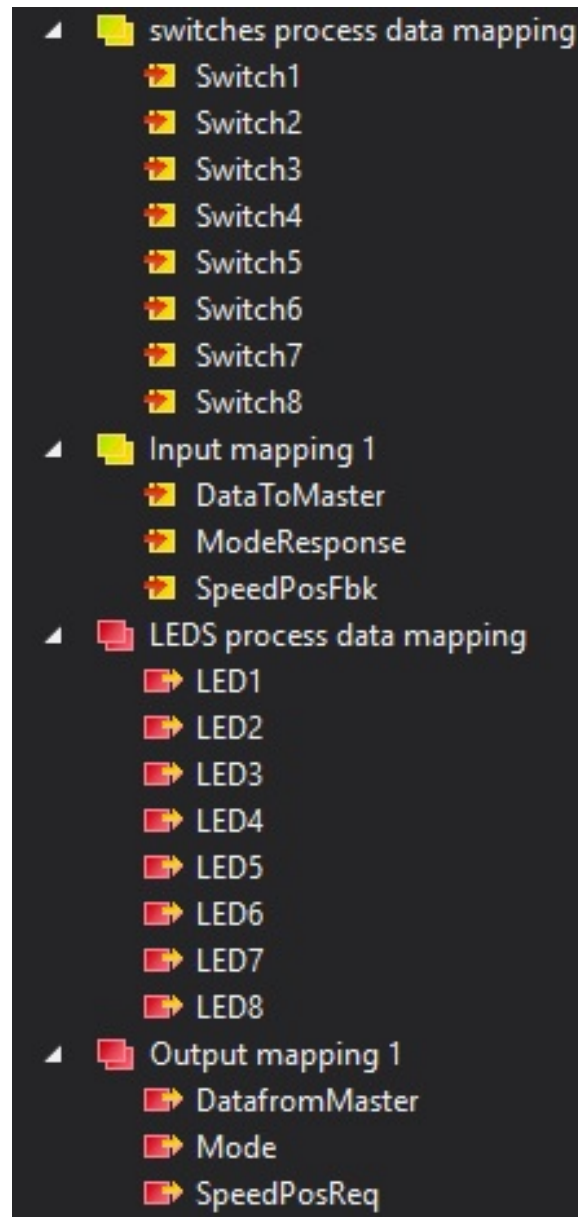 switches process data mapping
Switch1
Switch2
Switch3
Switch4
Switch5
Switch6
Switch7
Switch8
Input mapping 1
DataToMaster
ModeResponse
SpeedPosFbk
LEDS process data mapping
LED1
LED2
LED3
LED4
LED5
LED6
LED7
LED8
Output mapping 1
DatafromMaster
Mode
SpeedPosReq